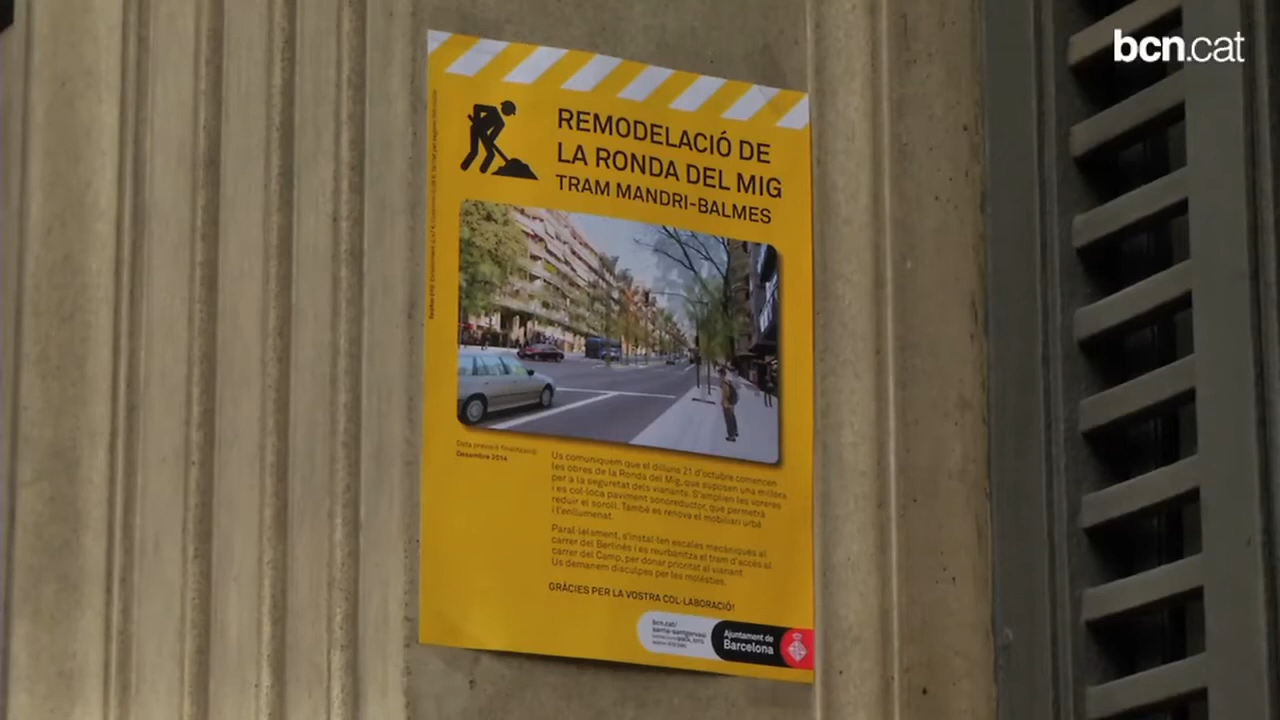 bcn.cat
REMODELACIÓ DE
LA RONDA DEL MIG
TRAM MANDRI-BALMES
Data prevista finalització:
Desembre 2014
Us comuniquem que el dilluns 21 d'octubre comencen
les obres de la Ronda del Mig, que suposen una millora
per a la seguretat dels vianants. S'amplien les voreres
i es col·loca paviment sonoreductor, que permetrà
reduir el soroll. També es renova el mobiliari urbà
i l'enllumenat.
Paral·lelament, s'instal·len escales mecàniques al
carrer del Berlinès i es reurbanitza el tram d'accés al
carrer del Camp, per donar prioritat al vianant.
Us demanem disculpes per les molèsties.
GRÀCIES PER LA VOSTRA COL·LABORACIÓ!
bcn.cat/
sarria-santgervasi
Ajuntament de
Barcelona